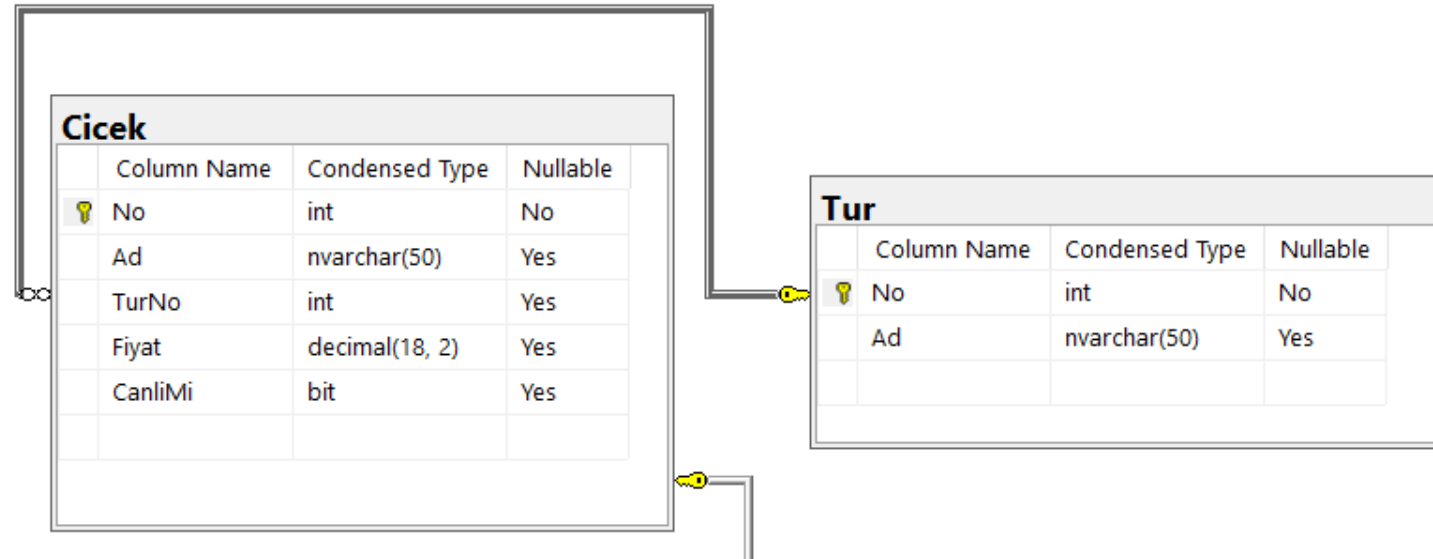 Cicek
Column Name Condensed Type Nullable
No int No
Ad nvarchar(50) Yes
TurNo int Yes
Fiyat decimal(18, 2) Yes
CanliMi bit Yes
Tur
Column Name Condensed Type Nullable
No int No
Ad nvarchar(50) Yes